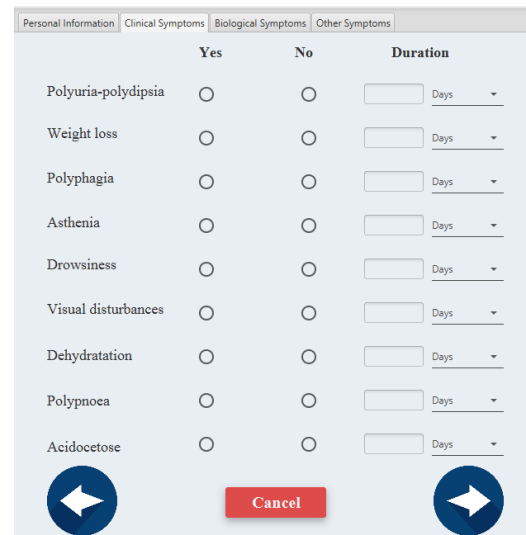 Personal Information Clinical Symptoms Biological Symptoms Other Symptoms
Yes No Duration
Polyuria-polydipsia Days
Weight loss Days
Polyphagia Days
Asthenia Days
Drowsiness Days
Visual disturbances Days
Dehydratation Days
Polypnoea Days
Acidocetose Days
Cancel